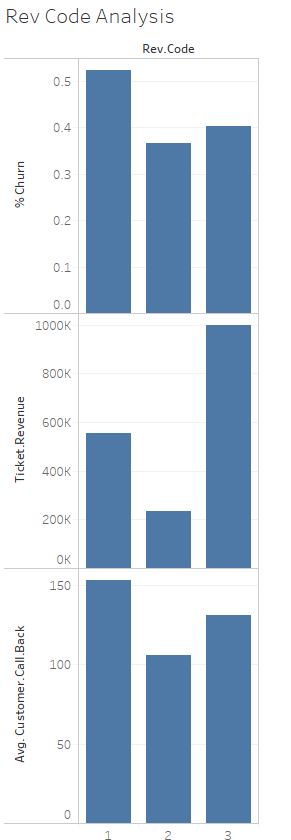 Rev Code Analysis
Rev.Code
% Churn
0.5
0.4
0.3
0.2
0.1
0.0
Ticket.Revenue
1000K
800K
600K
400K
200K
0K
Avg. Customer.Call.Back
150
100
50
0
1 2 3